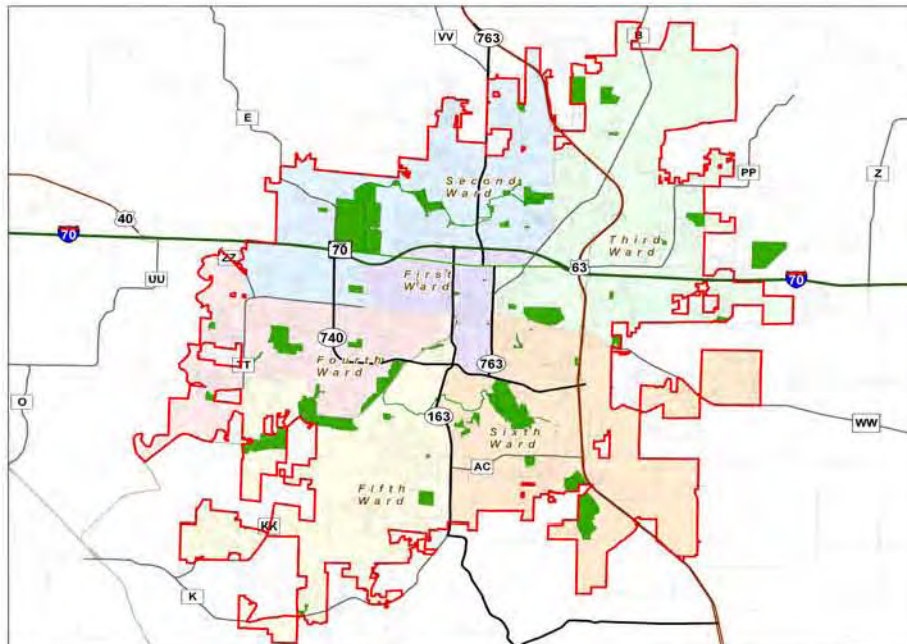 763
VV
B
E
Second
Ward
PP
Z
40
70
Third
Ward
70
ZZ
63
UU
First
Ward
70
740
763
Fourth
Ward
TT
O
163
WW
Sixth
Ward
AC
Fifth
Ward
KK
K